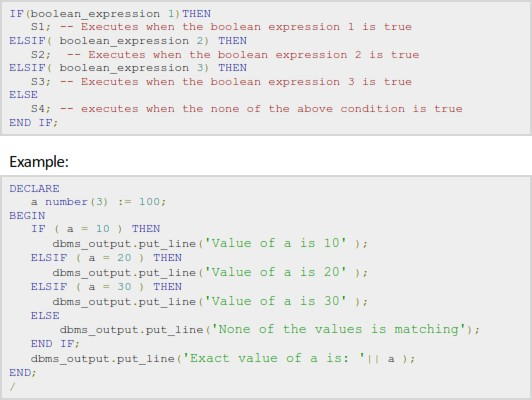 IF(boolean_expression 1)THEN
   S1; -- Executes when the boolean expression 1 is true
ELSIF( boolean_expression 2) THEN
   S2;  -- Executes when the boolean expression 2 is true
ELSIF( boolean_expression 3) THEN
   S3; -- Executes when the boolean expression 3 is true
ELSE
   S4; -- executes when the none of the above condition is true
END IF;
Example:
DECLARE
   a number(3) := 100;
BEGIN
   IF ( a = 10 ) THEN
      dbms_output.put_line('Value of a is 10' );
   ELSIF ( a = 20 ) THEN
      dbms_output.put_line('Value of a is 20' );
   ELSIF ( a = 30 ) THEN
      dbms_output.put_line('Value of a is 30' );
   ELSE
       dbms_output.put_line('None of the values is matching');
   END IF;
   dbms_output.put_line('Exact value of a is: '|| a );
END;
/